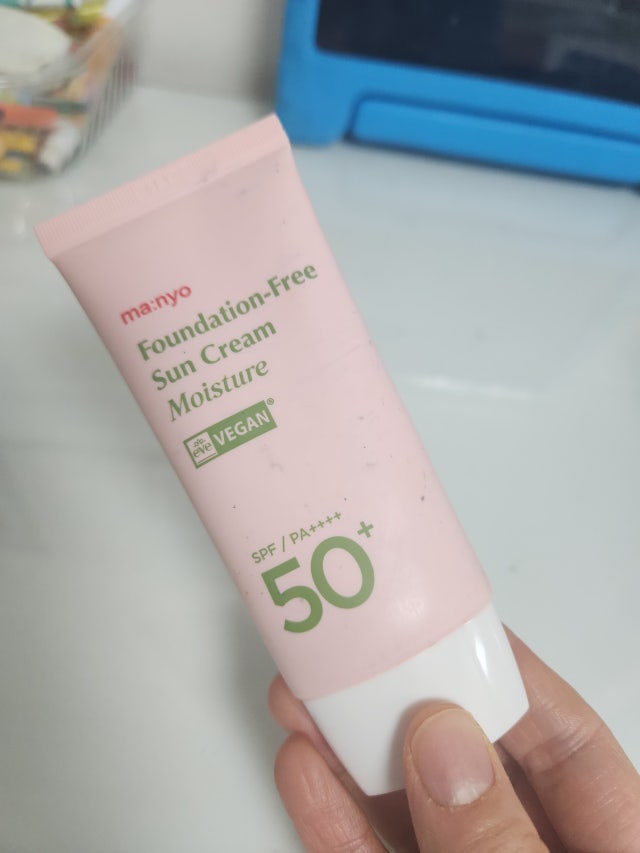 ma:nyo
Foundation-Free
Sun Cream
Moisture
eve VEGAN®
SPF / PA++++
50+